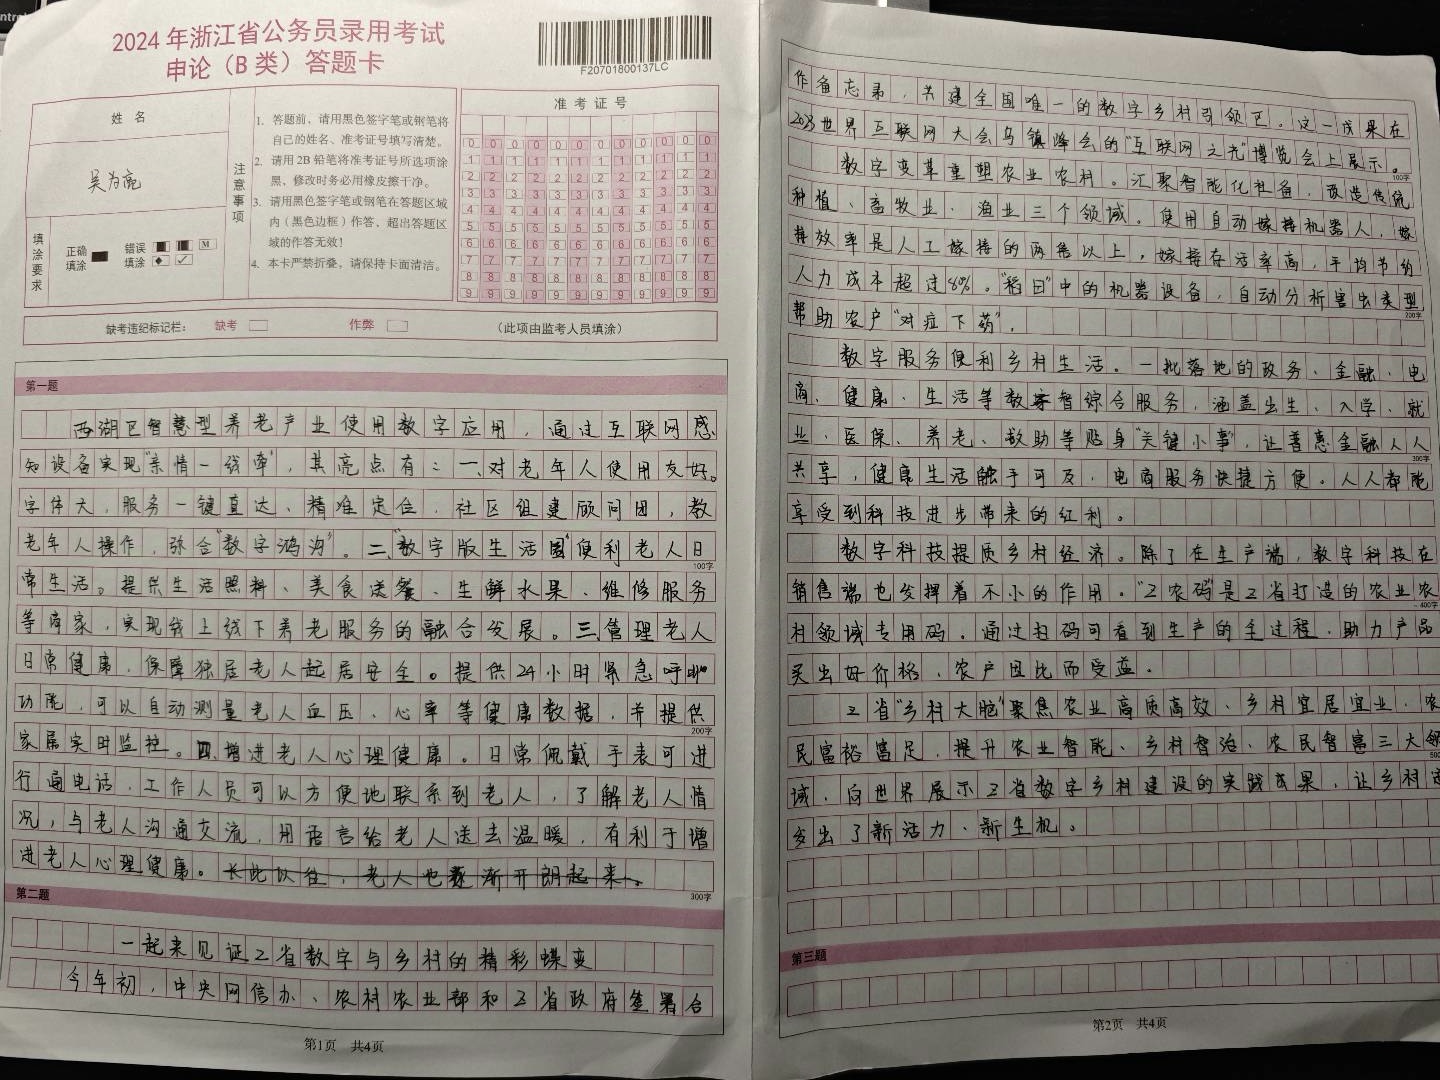 2024年浙江省公务员录用考试
申论（B类）答题卡
F20701800137LC
姓 名
吴为亮
注意事项
1. 答题前，请用黑色签字笔或钢笔将
自己的姓名、准考证号填写清楚。
2. 请用2B铅笔将准考证号所选项涂
黑、修改时务必用橡皮擦干净。
3. 请用黑色签字笔或钢笔在答题区域
内（黑色边框）作答，超出答题区
域的作答无效！
4. 本卡严禁折叠，请保持卡面清洁。
填涂要求
正确填涂
错误填涂
准 考 证 号
0 0 0 0 0 0 0 0 0 0 0 0
1 1 1 1 1 1 1 1 1 1 1 1
2 2 2 2 2 2 2 2 2 2 2 2
3 3 3 3 3 3 3 3 3 3 3 3
4 4 4 4 4 4 4 4 4 4 4 4
5 5 5 5 5 5 5 5 5 5 5 5
6 6 6 6 6 6 6 6 6 6 6 6
7 7 7 7 7 7 7 7 7 7 7 7
8 8 8 8 8 8 8 8 8 8 8 8
9 9 9 9 9 9 9 9 9 9 9 9
缺考违纪标记栏： 缺考 作弊 （此项由监考人员填涂）
第一题
西湖区智慧型养老产业使用数字应用，通过互联网感
知设备实现“亲情一线牵”，其亮点有：一、对老年人使用友好。
字体大，服务一键直达、精准定位，社区组建顾问团，教
老年人操作，弥合“数字鸿沟”。二、“数字版生活圈”便利老人日
100字
常生活。提供生活照料、美食送餐、生鲜水果、维修服务
等商家，实现线上线下养老服务的融合发展。三、管理老人
日常健康，保障独居老人起居安全。提供24小时紧急呼叫
功能，可以自动测量老人血压、心率等健康数据，并提供
200字
家属实时监控。四、增进老人心理健康。日常佩戴手表可进
行通电话，工作人员可以方便地联系到老人，了解老人情
况，与老人沟通交流，用语言给老人送去温暖，有利于增
进老人心理健康。长此以往，老人也逐渐开朗起来。
300字
第二题
一起来见证Z省数字与乡村的精彩蝶变
今年初，中央网信办、农村农业部和Z省政府签署合
第1页 共4页
作备忘录，共建全国唯一的数字乡村引领区。这一成果在
2023世界互联网大会乌镇峰会的“互联网之光”博览会上展示。
100字
数字变革重塑农业农村。汇聚智能化社备，改造传统
种植、畜牧业、渔业三个领域。使用自动嫁接机器人，嫁
接效率是人工嫁接的两倍以上，嫁接存活率高，平均节约
人力成本超过80%。“稻田”中的机器设备，自动分析害虫类型
200字
帮助农户“对症下药”。
数字服务便利乡村生活。一批落地的政务、金融、电
商、健康、生活等数字智综合服务，涵盖出生、入学、就
业、医保、养老、救助等贴身“关键小事”，让普惠金融人人
300字
共享，健康生活触手可及，电商服务快捷方便。人人都能
享受到科技进步带来的红利。
数字科技提质乡村经济。除了在生产端，数字科技在
销售端也发挥着不小的作用。“Z农码”是Z省打造的农业农
400字
村领域专用码。通过扫码可看到生产的全过程，助力产品
卖出好价格，农户因此而受益。
Z省“乡村大脑”聚焦农业高质高效、乡村宜居宜业、农
民富裕富足，提升农业智能、乡村智治、农民智富三大领
500
域，向世界展示Z省数字乡村建设的实践成果，让乡村迸
发出了新活力、新生机。
第三题
第2页 共4页